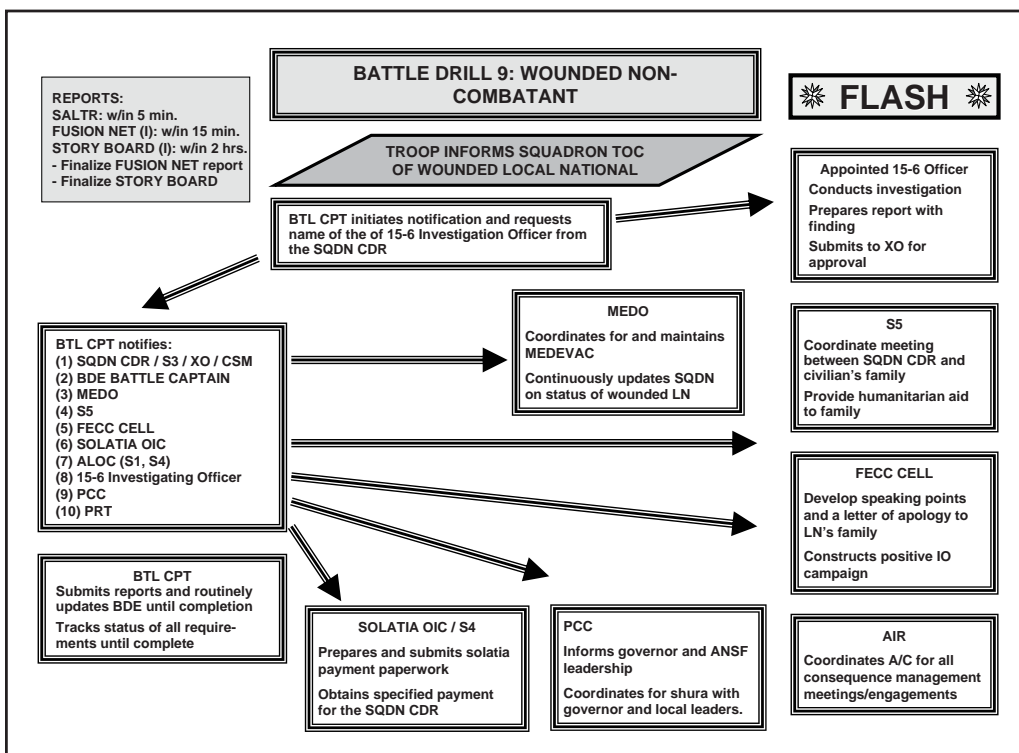 BATTLE DRILL 9: WOUNDED NON-
COMBATANT
FLASH
REPORTS:
SALTR: w/in 5 min.
FUSION NET (I): w/in 15 min.
STORY BOARD (I): w/in 2 hrs.
- Finalize FUSION NET report
- Finalize STORY BOARD
TROOP INFORMS SQUADRON TOC
OF WOUNDED LOCAL NATIONAL
BTL CPT initiates notification and requests
name of the of 15-6 Investigation Officer from
the SQDN CDR
Appointed 15-6 Officer
Conducts investigation
Prepares report with
finding
Submits to XO for
approval
BTL CPT notifies:
(1) SQDN CDR / S3 / XO / CSM
(2) BDE BATTLE CAPTAIN
(3) MEDO
(4) S5
(5) FECC CELL
(6) SOLATIA OIC
(7) ALOC (S1, S4)
(8) 15-6 Investigating Officer
(9) PCC
(10) PRT
MEDO
Coordinates for and maintains
MEDEVAC
Continuously updates SQDN
on status of wounded LN
S5
Coordinate meeting
between SQDN CDR and
civilian's family
Provide humanitarian aid
to family
FECC CELL
Develop speaking points
and a letter of apology to
LN's family
Constructs positive IO
campaign
BTL CPT
Submits reports and routinely
updates BDE until completion
Tracks status of all require-
ments until complete
SOLATIA OIC / S4
Prepares and submits solatia
payment paperwork
Obtains specified payment
for the SQDN CDR
PCC
Informs governor and ANSF
leadership
Coordinates for shura with
governor and local leaders.
AIR
Coordinates A/C for all
consequence management
meetings/engagements